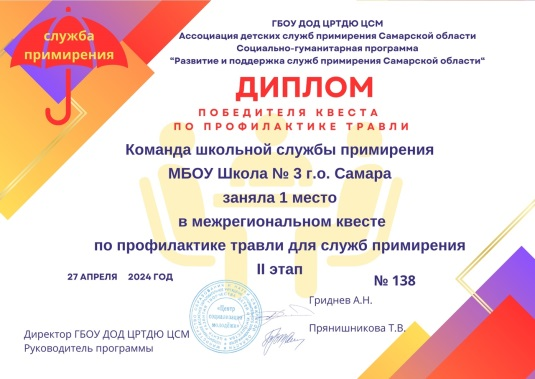 служба
примирения
ГБОУ ДОД ЦРТДЮ ЦСМ
Ассоциация детских служб примирения Самарской области
Социально-гуманитарная программа
"Развитие и поддержка служб примирения Самарской области"
ДИПЛОМ
ПОБЕДИТЕЛЯ КВЕСТА
ПО ПРОФИЛАКТИКЕ ТРАВЛИ
Команда школьной службы примирения
МБОУ Школа № 3 г.о. Самара
заняла 1 место
в межрегиональном квесте
по профилактике травли для служб примирения
II этап
27 АПРЕЛЯ 2024 ГОД
№ 138
Гриднев А.Н.
Прянишникова Т.В.
Директор ГБОУ ДОД ЦРТДЮ ЦСМ
Руководитель программы
«Центр
социализации
молодёжи»